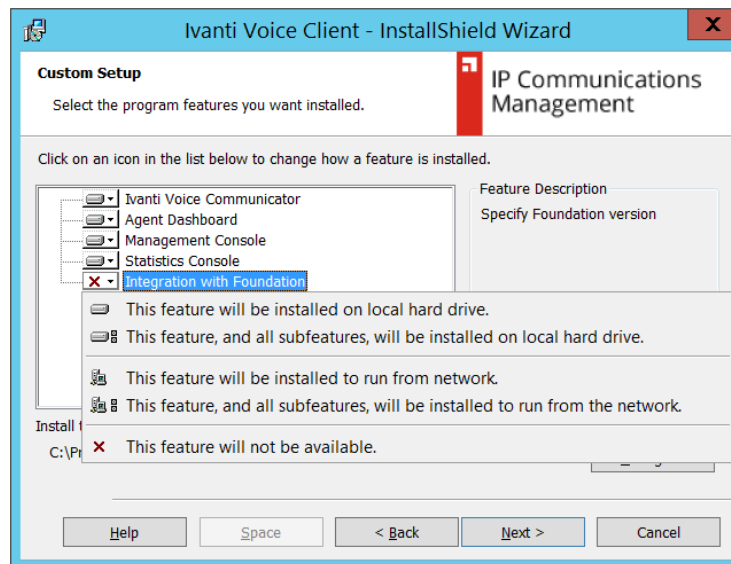 Ivanti Voice Client - InstallShield Wizard
X
Custom Setup
Select the program features you want installed.
IP Communications
Management
Click on an icon in the list below to change how a feature is installed.
Ivanti Voice Communicator
Agent Dashboard
Management Console
Statistics Console
Integration with Foundation
Feature Description
Specify Foundation version
This feature will be installed on local hard drive.
This feature, and all subfeatures, will be installed on local hard drive.
This feature will be installed to run from network.
This feature, and all subfeatures, will be installed to run from the network.
This feature will not be available.
Install
C:\P
Help
Space
< Back
Next >
Cancel